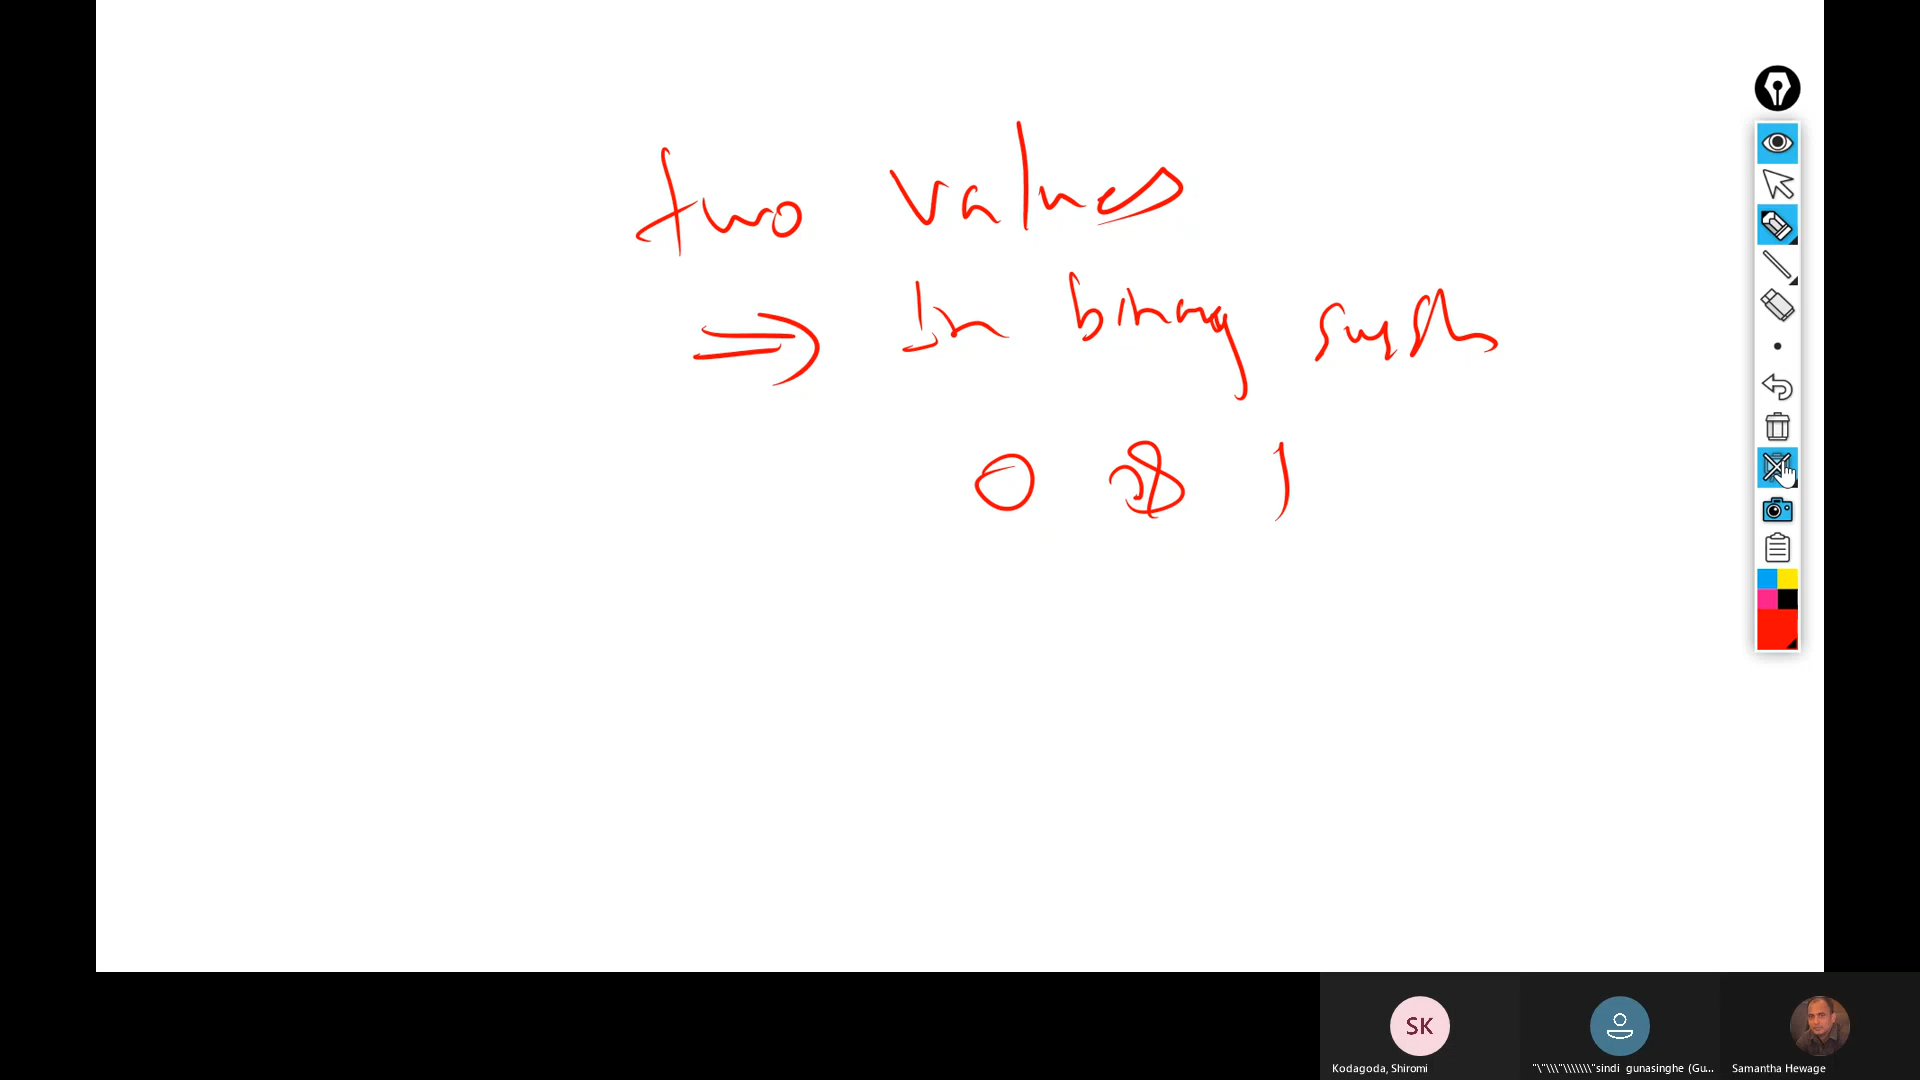 two values
⇒ In binary system
0 & 1
SK
Kodagoda, Shiromi
"\"\\\"\\\\\\\"sindi gunasinghe (Gu...
Samantha Hewage